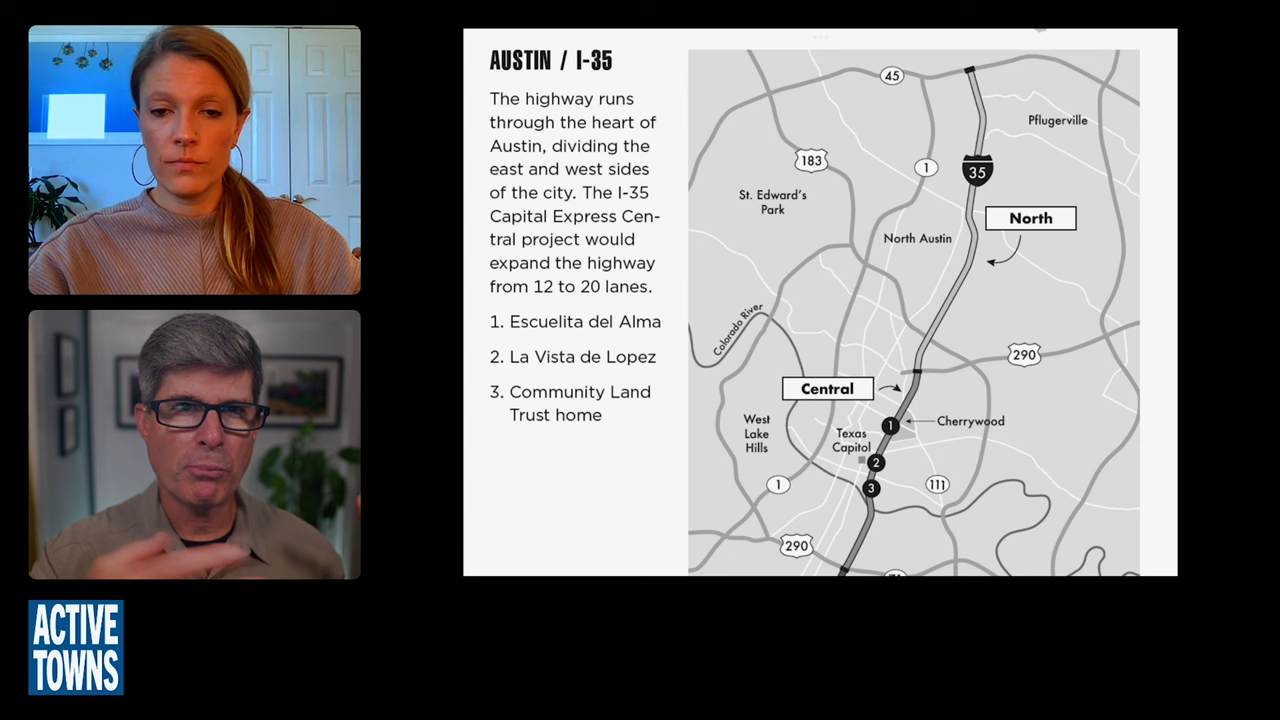 AUSTIN / I-35
The highway runs
through the heart of
Austin, dividing the
east and west sides
of the city. The I-35
Capital Express Cen-
tral project would
expand the highway
from 12 to 20 lanes.
1. Escuelita del Alma
2. La Vista de Lopez
3. Community Land
Trust home
45
Pflugerville
183
1
35
St. Edward's
Park
North
North Austin
Colorado River
290
Central
1
Cherrywood
West
Lake
Hills
Texas
Capitol
2
1
3
111
290
ACTIVE
TOWNS